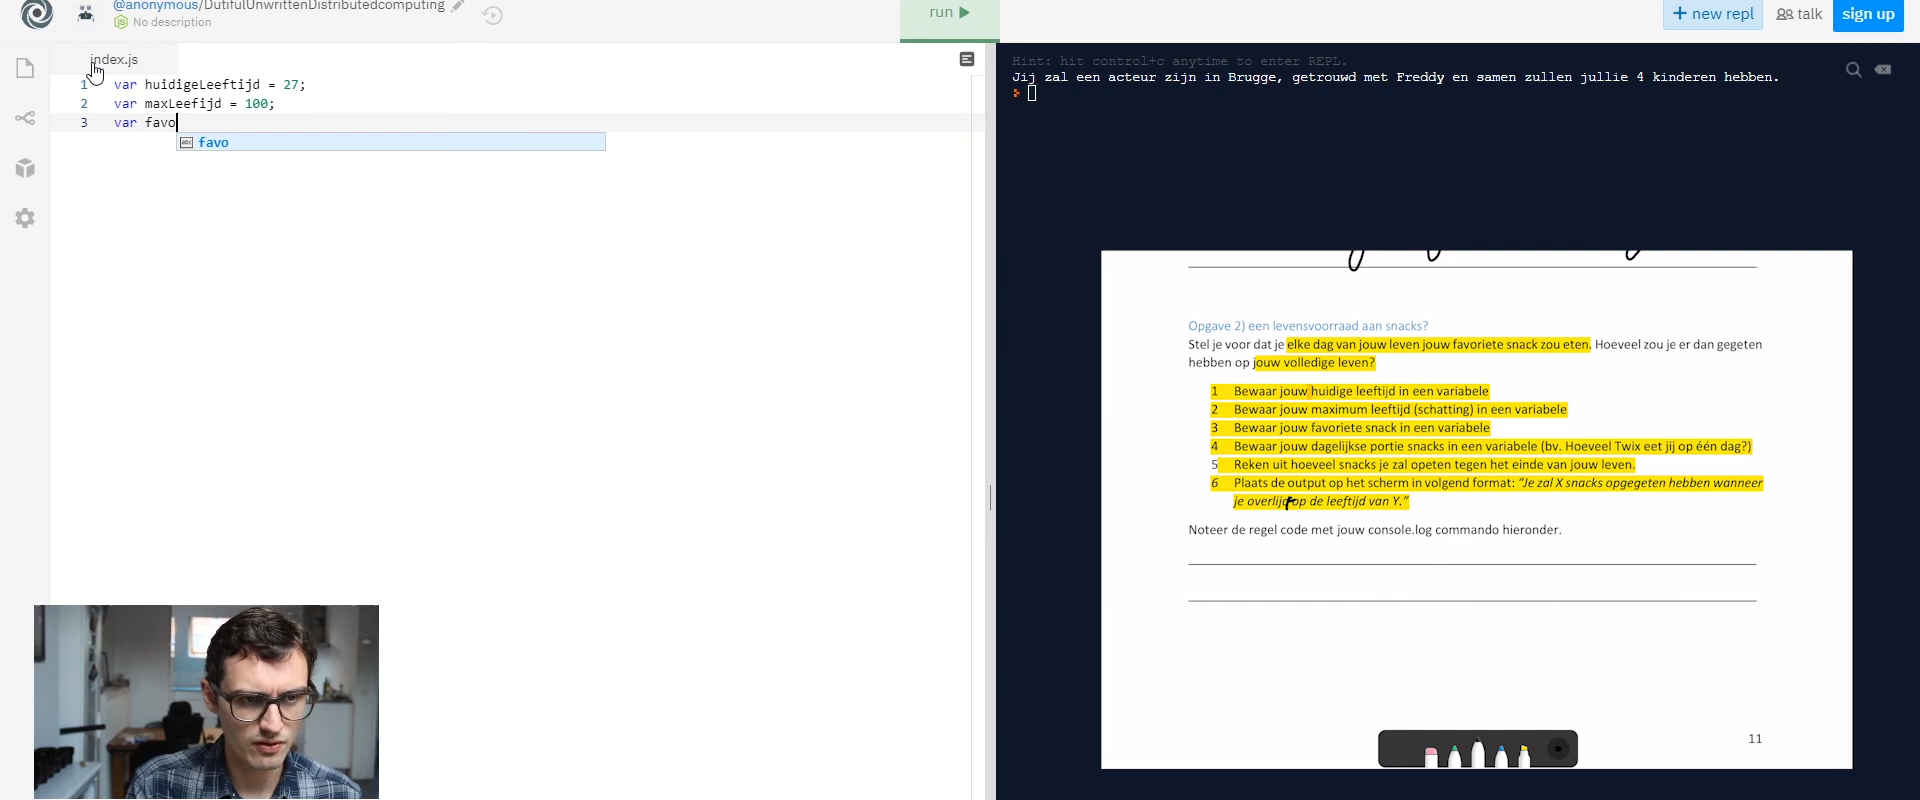 @anonymous/DutifulUnwrittenDistributedcomputing
No description
run
+ new repl
talk
sign up
index.js
1 var huidigeLeeftijd = 27;
2 var maxLeefijd = 100;
3 var favo
favo
Hint: hit control+c anytime to enter REPL.
Jij zal een acteur zijn in Brugge, getrouwd met Freddy en samen zullen jullie 4 kinderen hebben.
Opgave 2) een levensvoorraad aan snacks?
Stel je voor dat je elke dag van jouw leven jouw favoriete snack zou eten. Hoeveel zou je er dan gegeten
hebben op jouw volledige leven?
1 Bewaar jouw huidige leeftijd in een variabele
2 Bewaar jouw maximum leeftijd (schatting) in een variabele
3 Bewaar jouw favoriete snack in een variabele
4 Bewaar jouw dagelijkse portie snacks in een variabele (bv. Hoeveel Twix eet jij op één dag?)
5 Reken uit hoeveel snacks je zal opeten tegen het einde van jouw leven.
6 Plaats de output op het scherm in volgend format: “Je zal X snacks opgegeten hebben wanneer
je op de leeftijd van Y.”
Noteer de regel code met jouw console.log commando hieronder.
11